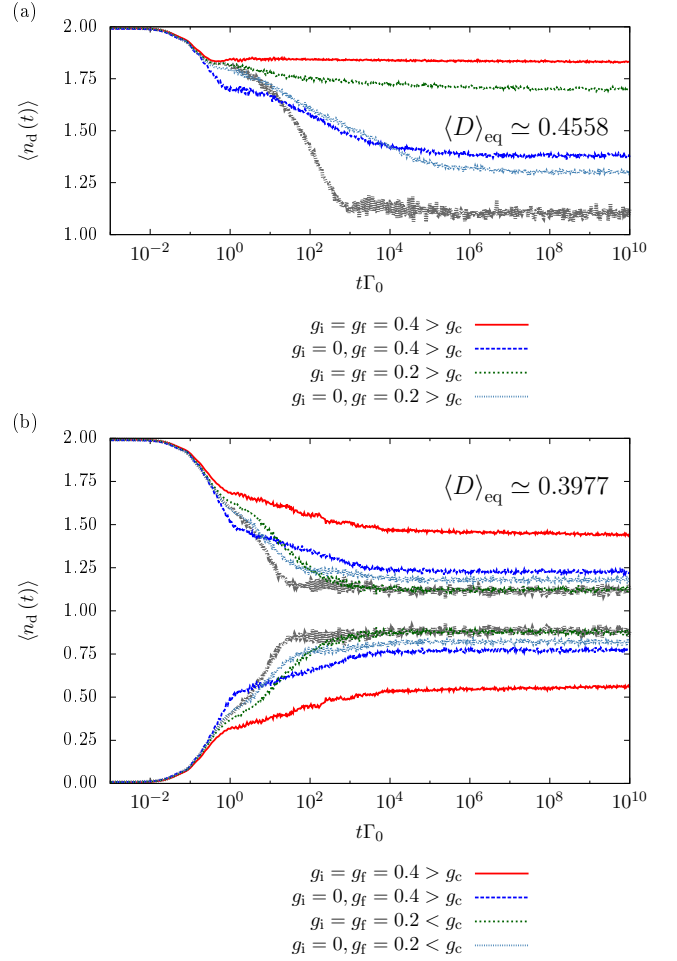 (a)
2.00
1.75
1.50
1.25
1.00
⟨n_d (t)⟩
⟨D⟩_eq ≃ 0.4558
10^−2 10^0 10^2 10^4 10^6 10^8 10^10
tΓ_0
g_i = g_f = 0.4 > g_c
g_i = 0, g_f = 0.4 > g_c
g_i = g_f = 0.2 > g_c
g_i = 0, g_f = 0.2 > g_c
(b)
2.00
1.75
1.50
1.25
1.00
0.75
0.50
0.25
0.00
⟨n_d (t)⟩
⟨D⟩_eq ≃ 0.3977
10^−2 10^0 10^2 10^4 10^6 10^8 10^10
tΓ_0
g_i = g_f = 0.4 > g_c
g_i = 0, g_f = 0.4 > g_c
g_i = g_f = 0.2 < g_c
g_i = 0, g_f = 0.2 < g_c